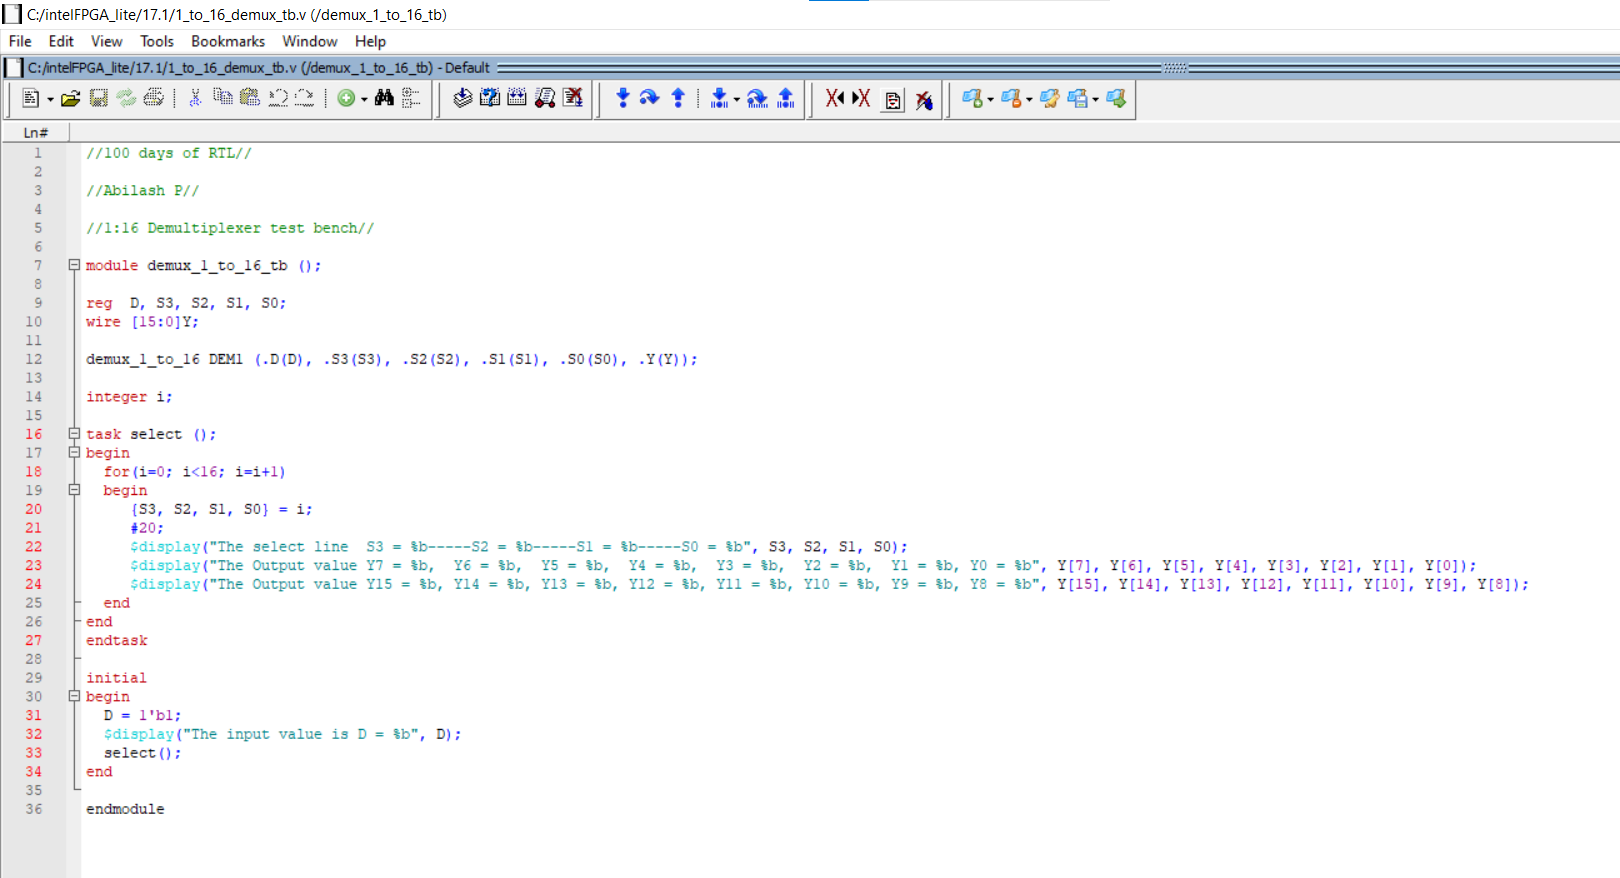 C:/intelFPGA_lite/17.1/1_to_16_demux_tb.v (/demux_1_to_16_tb)
File Edit View Tools Bookmarks Window Help
C:/intelFPGA_lite/17.1/1_to_16_demux_tb.v (/demux_1_to_16_tb) - Default
Ln#
1 //100 days of RTL//
2
3 //Abilash P//
4
5 //1:16 Demultiplexer test bench//
6
7 module demux_1_to_16_tb ();
8
9 reg  D, S3, S2, S1, S0;
10 wire [15:0]Y;
11
12 demux_1_to_16 DEM1 (.D(D), .S3(S3), .S2(S2), .S1(S1), .S0(S0), .Y(Y));
13
14 integer i;
15
16 task select ();
17 begin
18   for(i=0; i<16; i=i+1)
19   begin
20      {S3, S2, S1, S0} = i;
21      #20;
22      $display("The select line  S3 = %b-----S2 = %b-----S1 = %b-----S0 = %b", S3, S2, S1, S0);
23      $display("The Output value Y7 = %b,  Y6 = %b,  Y5 = %b,  Y4 = %b,  Y3 = %b,  Y2 = %b,  Y1 = %b, Y0 = %b", Y[7], Y[6], Y[5], Y[4], Y[3], Y[2], Y[1], Y[0]);
24      $display("The Output value Y15 = %b, Y14 = %b, Y13 = %b, Y12 = %b, Y11 = %b, Y10 = %b, Y9 = %b, Y8 = %b", Y[15], Y[14], Y[13], Y[12], Y[11], Y[10], Y[9], Y[8]);
25   end
26 end
27 endtask
28
29 initial
30 begin
31   D = 1'b1;
32   $display("The input value is D = %b", D);
33   select();
34 end
35
36 endmodule